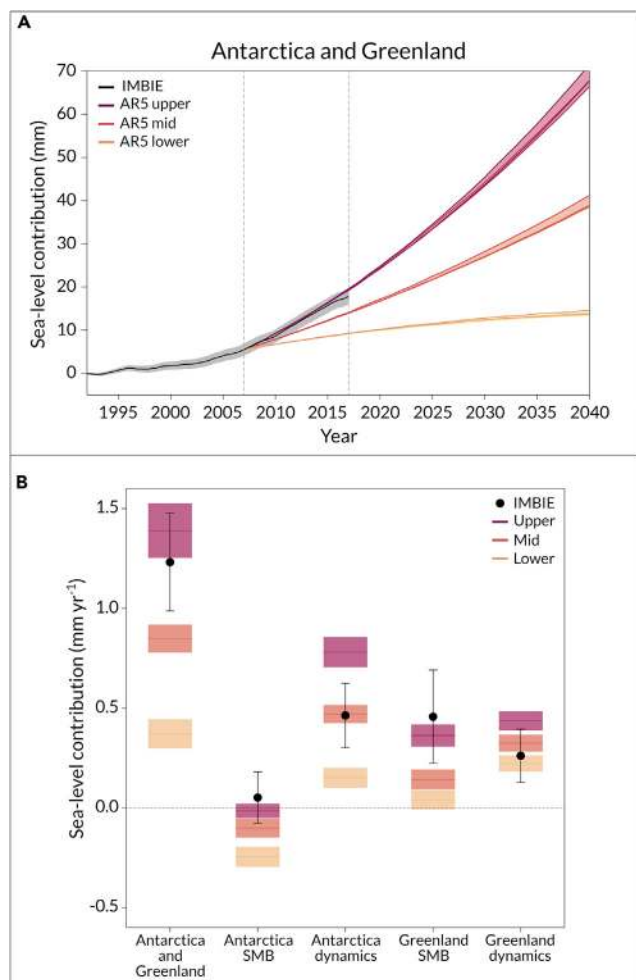 A
Antarctica and Greenland
70
60
50
40
30
20
10
0
Sea-level contribution (mm)
IMBIE
AR5 upper
AR5 mid
AR5 lower
1995
2000
2005
2010
2015
2020
2025
2030
2035
2040
Year
B
1.5
1.0
0.5
0.0
-0.5
Sea-level contribution (mm yr⁻¹)
IMBIE
Upper
Mid
Lower
Antarctica
and
Greenland
Antarctica
SMB
Antarctica
dynamics
Greenland
SMB
Greenland
dynamics